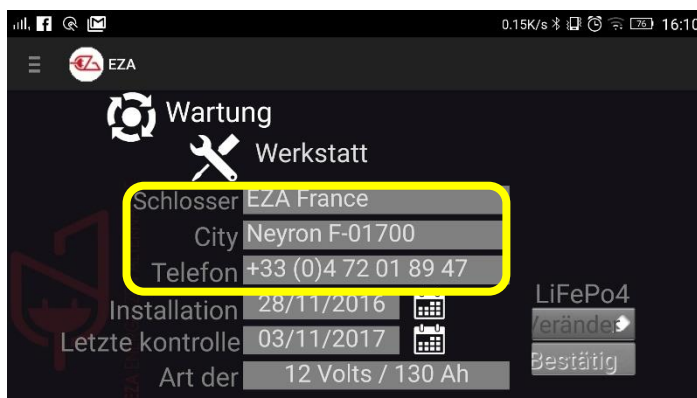 0.15K/s 76 16:10
EZA
Wartung
Werkstatt
Schlosser EZA France
City Neyron F-01700
Telefon +33 (0)4 72 01 89 47
Installation 28/11/2016
LiFePo4
Letzte kontrolle 03/11/2017
Veränder
Art der 12 Volts / 130 Ah
Bestätig